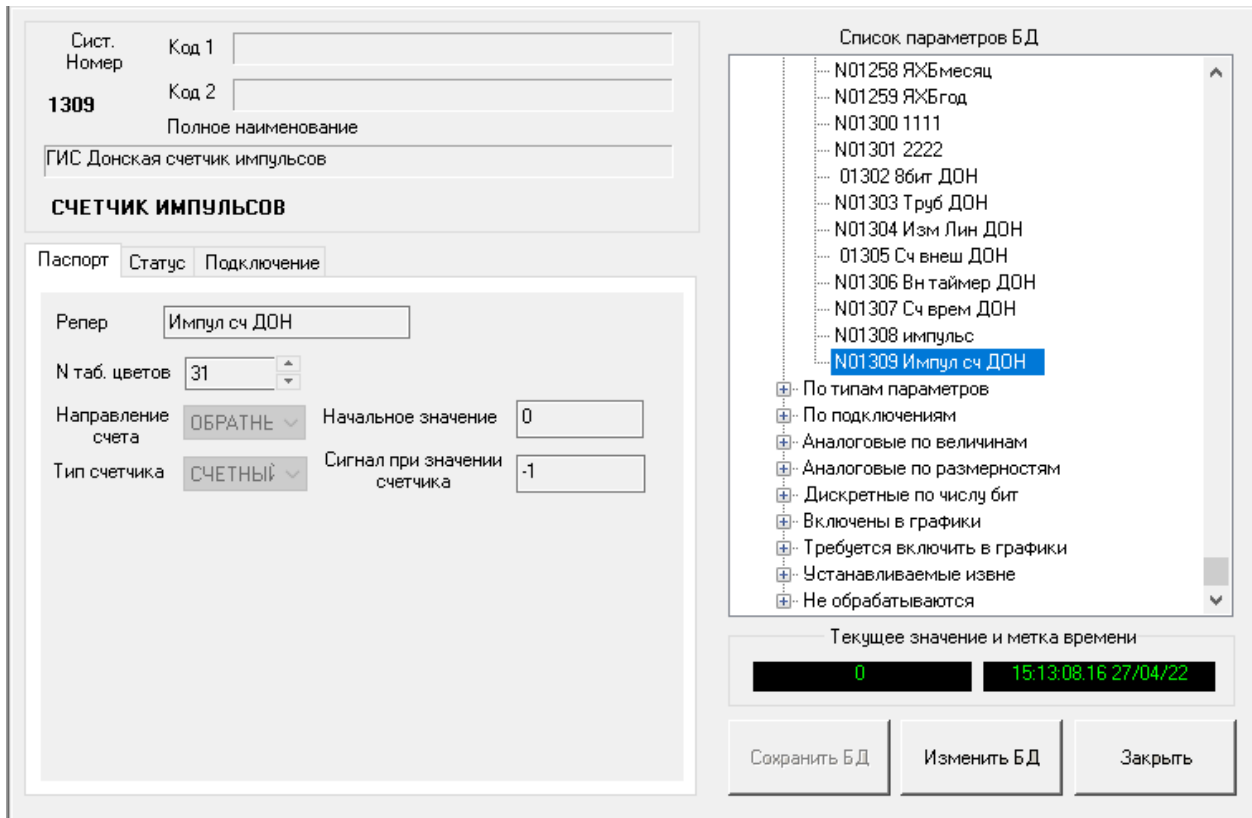 Сист. Номер
1309
Код 1
Код 2
Полное наименование
ГИС Донская счетчик импульсов
СЧЕТЧИК ИМПУЛЬСОВ
Паспорт Статус Подключение
Репер Импул сч ДОН
N таб. цветов 31
Направление счета ОБРАТНЕ Начальное значение 0
Тип счетчика СЧЕТНЫЙ Сигнал при значении счетчика -1
Список параметров БД
N01258 ЯХБмесяц
N01259 ЯХБгод
N01300 1111
N01301 2222
01302 8бит ДОН
N01303 Труб ДОН
N01304 Изм Лин ДОН
01305 Сч внеш ДОН
N01306 Вн таймер ДОН
N01307 Сч врем ДОН
N01308 импульс
N01309 Импул сч ДОН
По типам параметров
По подключениям
Аналоговые по величинам
Аналоговые по размерностям
Дискретные по числу бит
Включены в графики
Требуется включить в графики
Устанавливаемые извне
Не обрабатываются
Текущее значение и метка времени
0 15:13:08.16 27/04/22
Сохранить БД Изменить БД Закрыть